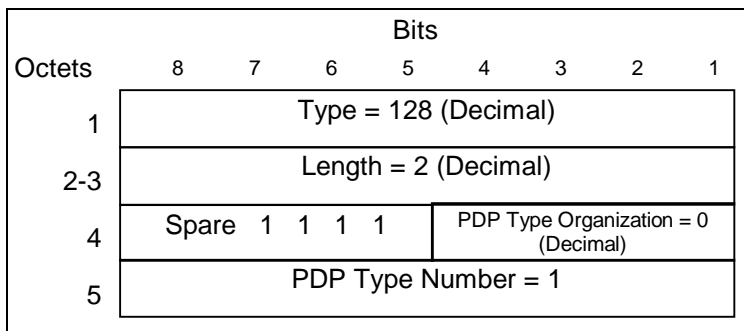 Bits
Octets 8 7 6 5 4 3 2 1
1 Type = 128 (Decimal)
2-3 Length = 2 (Decimal)
4 Spare 1 1 1 1 PDP Type Organization = 0
(Decimal)
5 PDP Type Number = 1